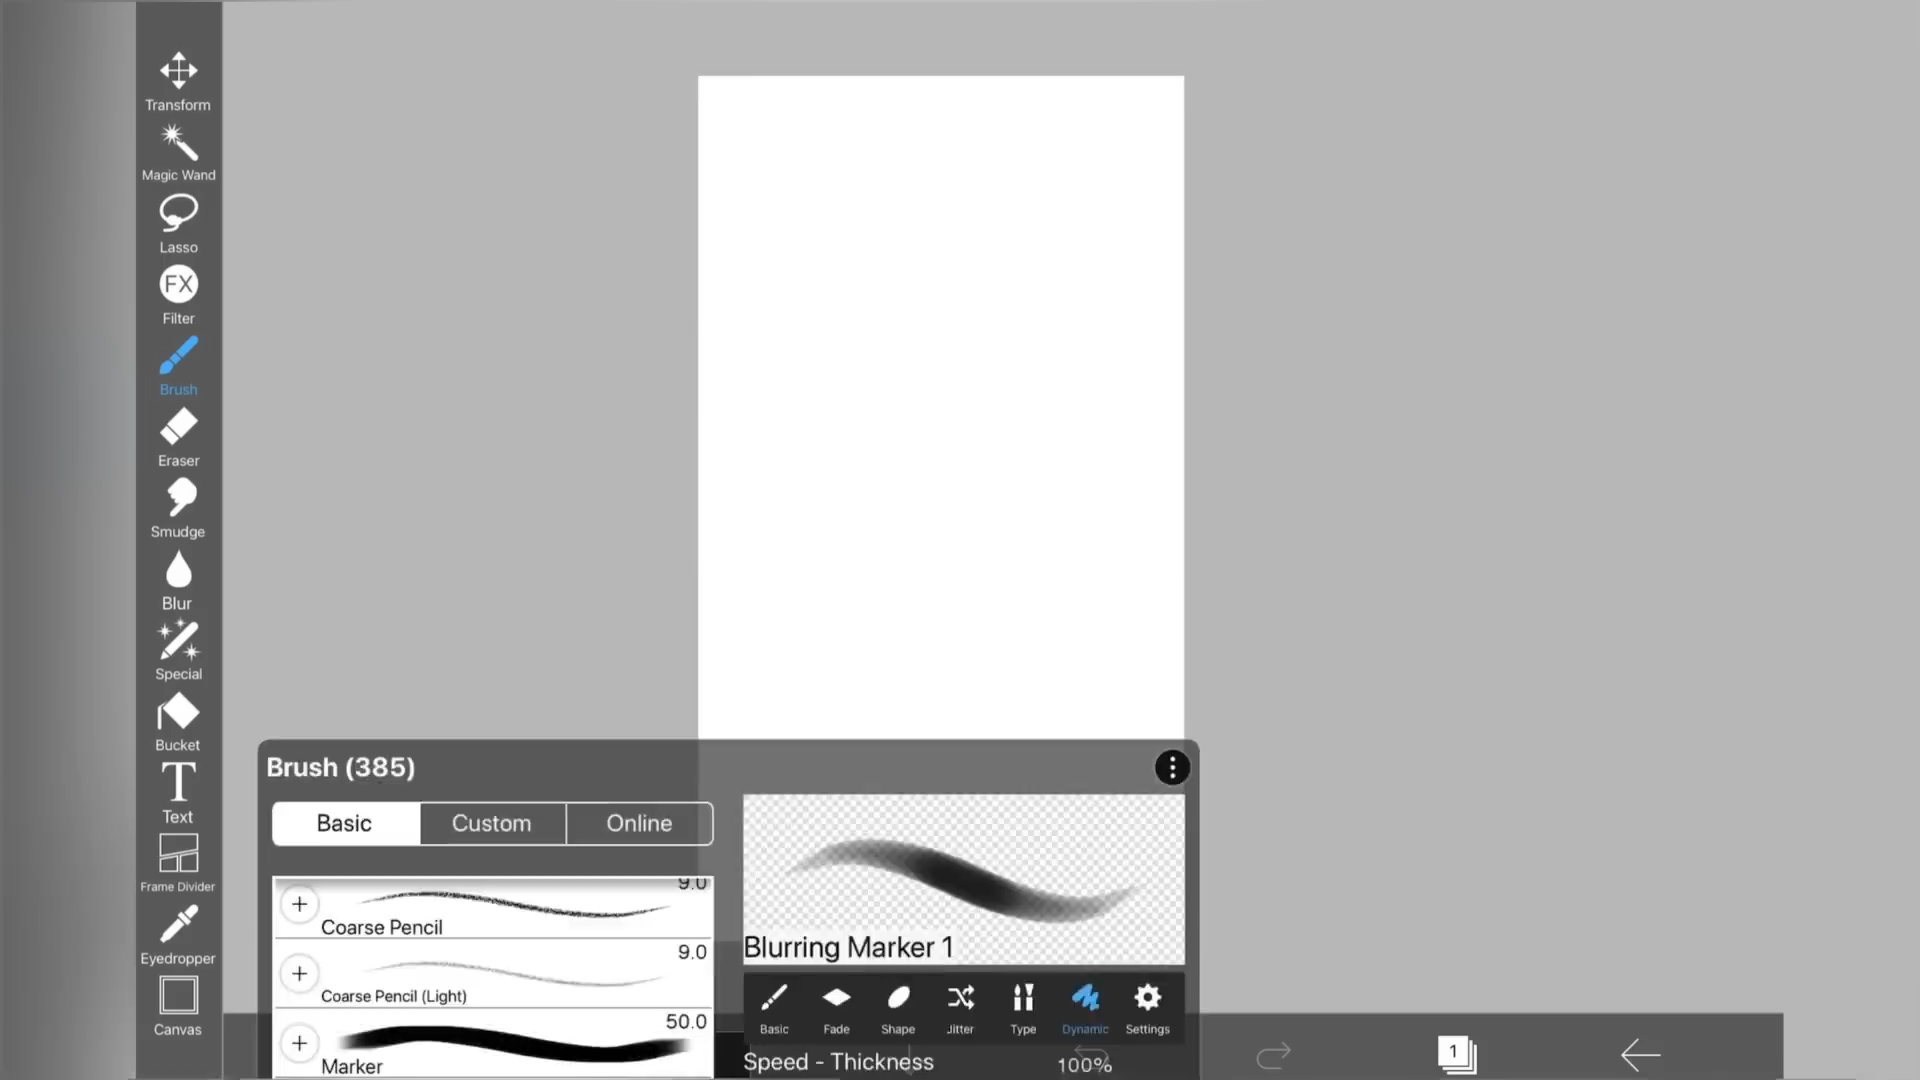 Transform
Magic Wand
Lasso
FX
Filter
Brush
Eraser
Smudge
Blur
Special
Bucket
T
Text
Frame Divider
Eyedropper
Canvas
Brush (385)
Basic Custom Online
9.0
Coarse Pencil
9.0
Coarse Pencil (Light)
50.0
Marker
Blurring Marker 1
Basic Fade Shape Jitter Type Dynamic Settings
Speed - Thickness 100%
1